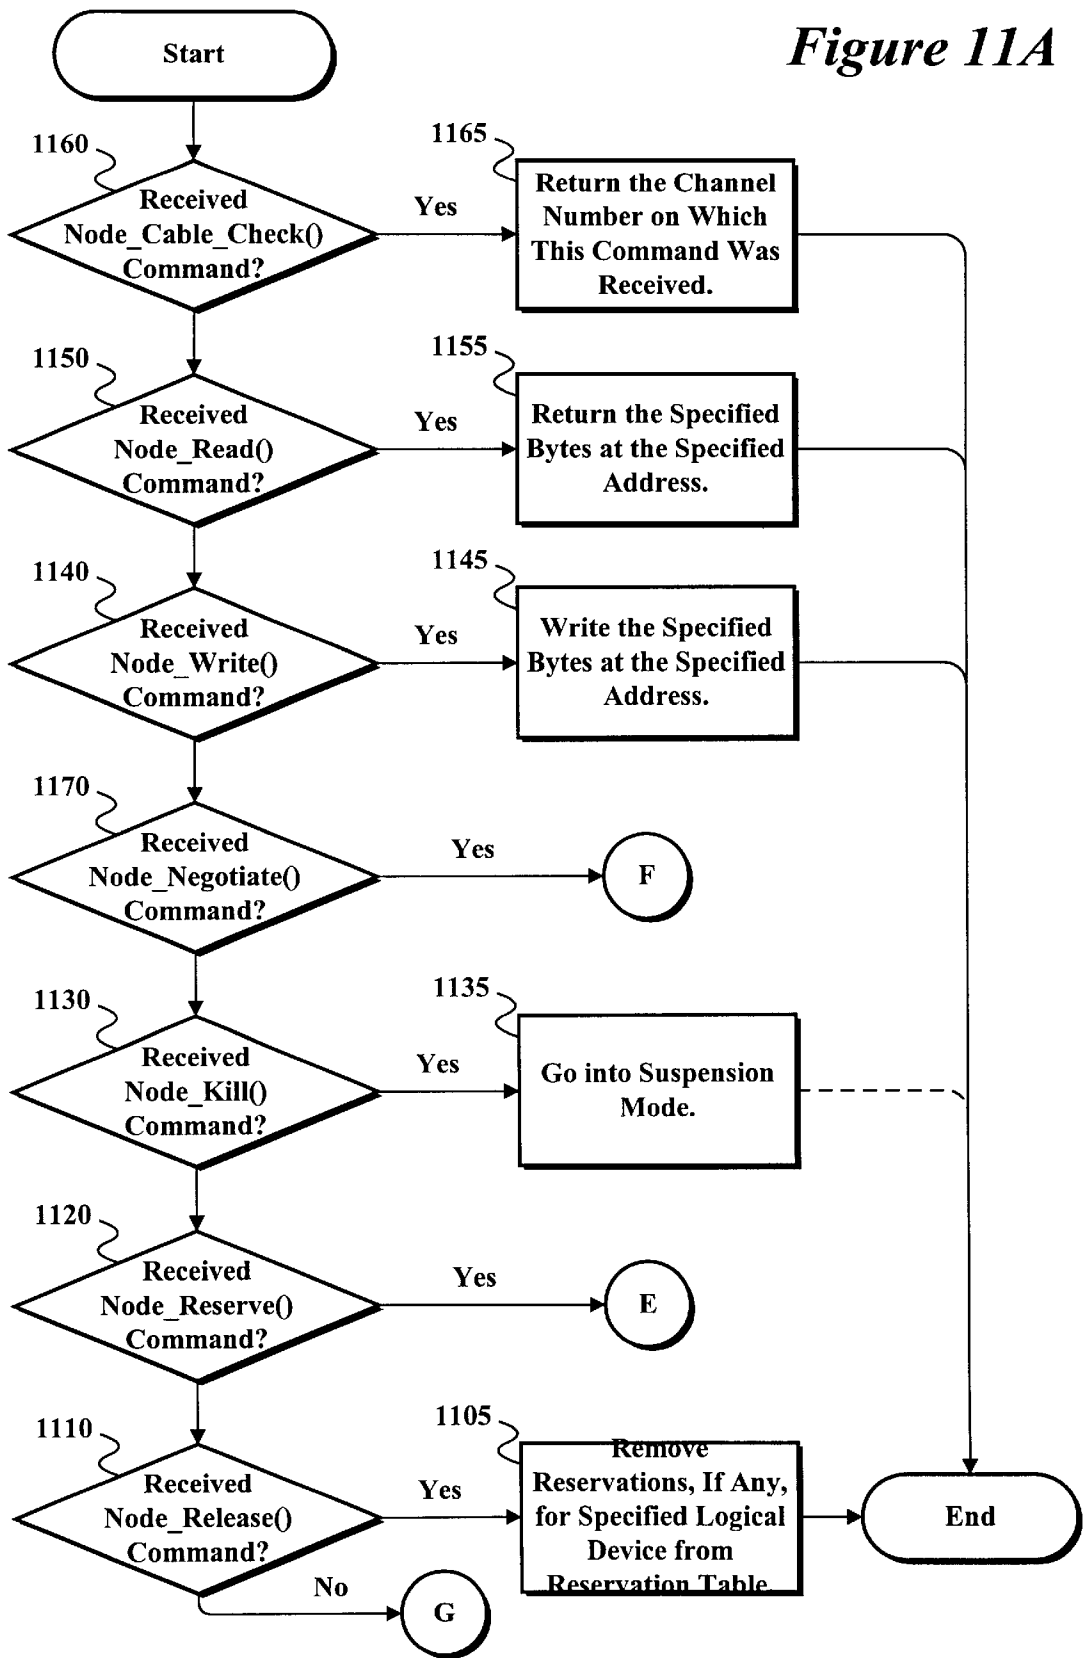 Figure 11A
Start
1160
Received
Node_Cable_Check()
Command?
Yes
1165
Return the Channel
Number on Which
This Command Was
Received.
1150
Received
Node_Read()
Command?
Yes
1155
Return the Specified
Bytes at the Specified
Address.
1140
Received
Node_Write()
Command?
Yes
1145
Write the Specified
Bytes at the Specified
Address.
1170
Received
Node_Negotiate()
Command?
Yes
F
1130
Received
Node_Kill()
Command?
Yes
1135
Go into Suspension
Mode.
1120
Received
Node_Reserve()
Command?
Yes
E
1110
Received
Node_Release()
Command?
Yes
1105
Remove
Reservations, If Any,
for Specified Logical
Device from
Reservation Table.
End
No
G